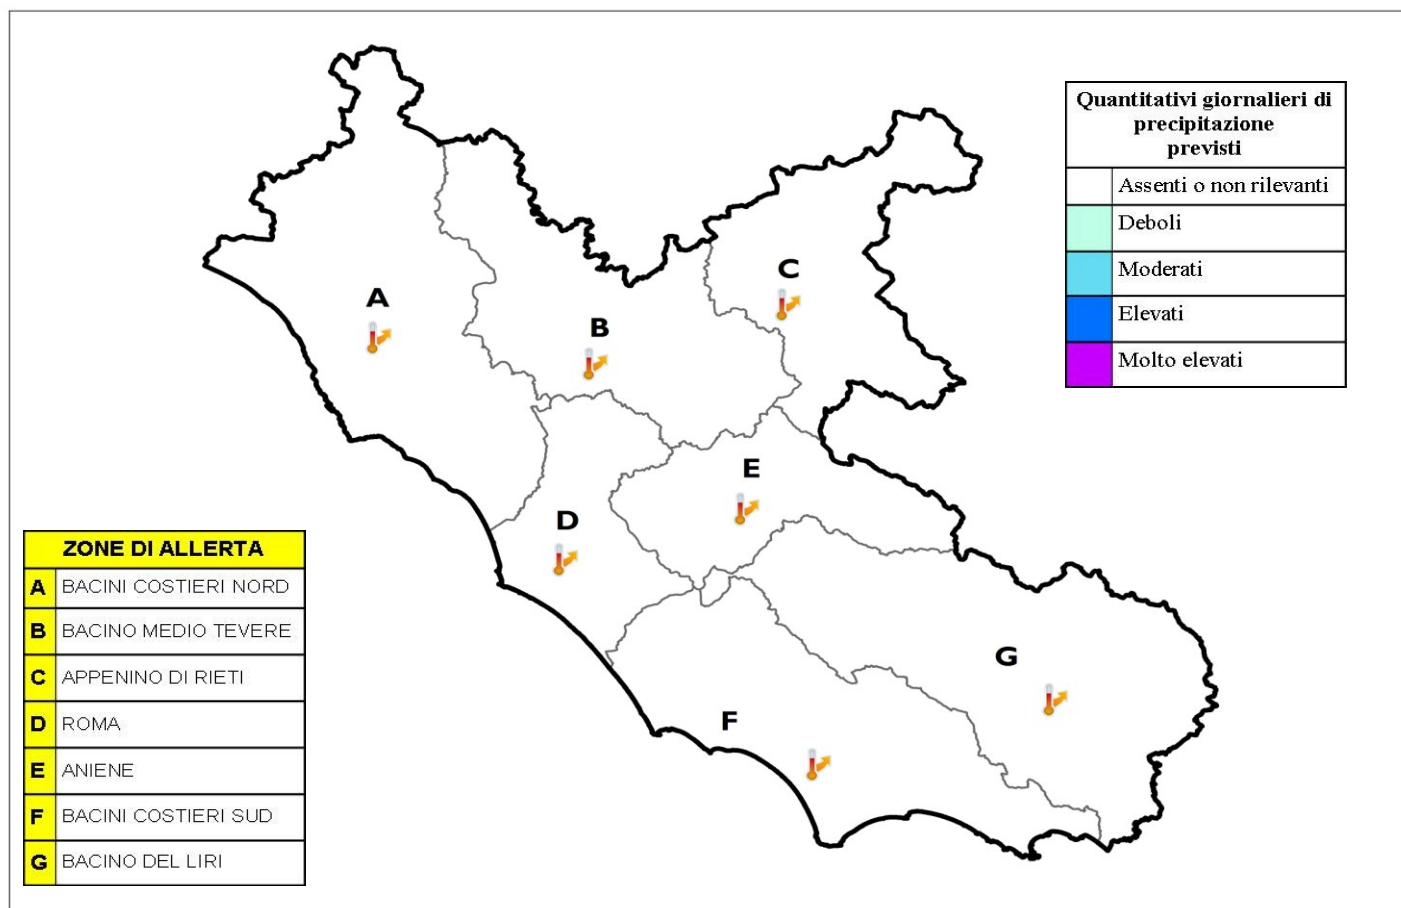 Quantitativi giornalieri di
precipitazione
previsti
Assenti o non rilevanti
Deboli
Moderati
Elevati
Molto elevati
C
A
B
E
D
G
F
ZONE DI ALLERTA
A BACINI COSTIERI NORD
B BACINO MEDIO TEVERE
C APPENINO DI RIETI
D ROMA
E ANIENE
F BACINI COSTIERI SUD
G BACINO DEL LIRI